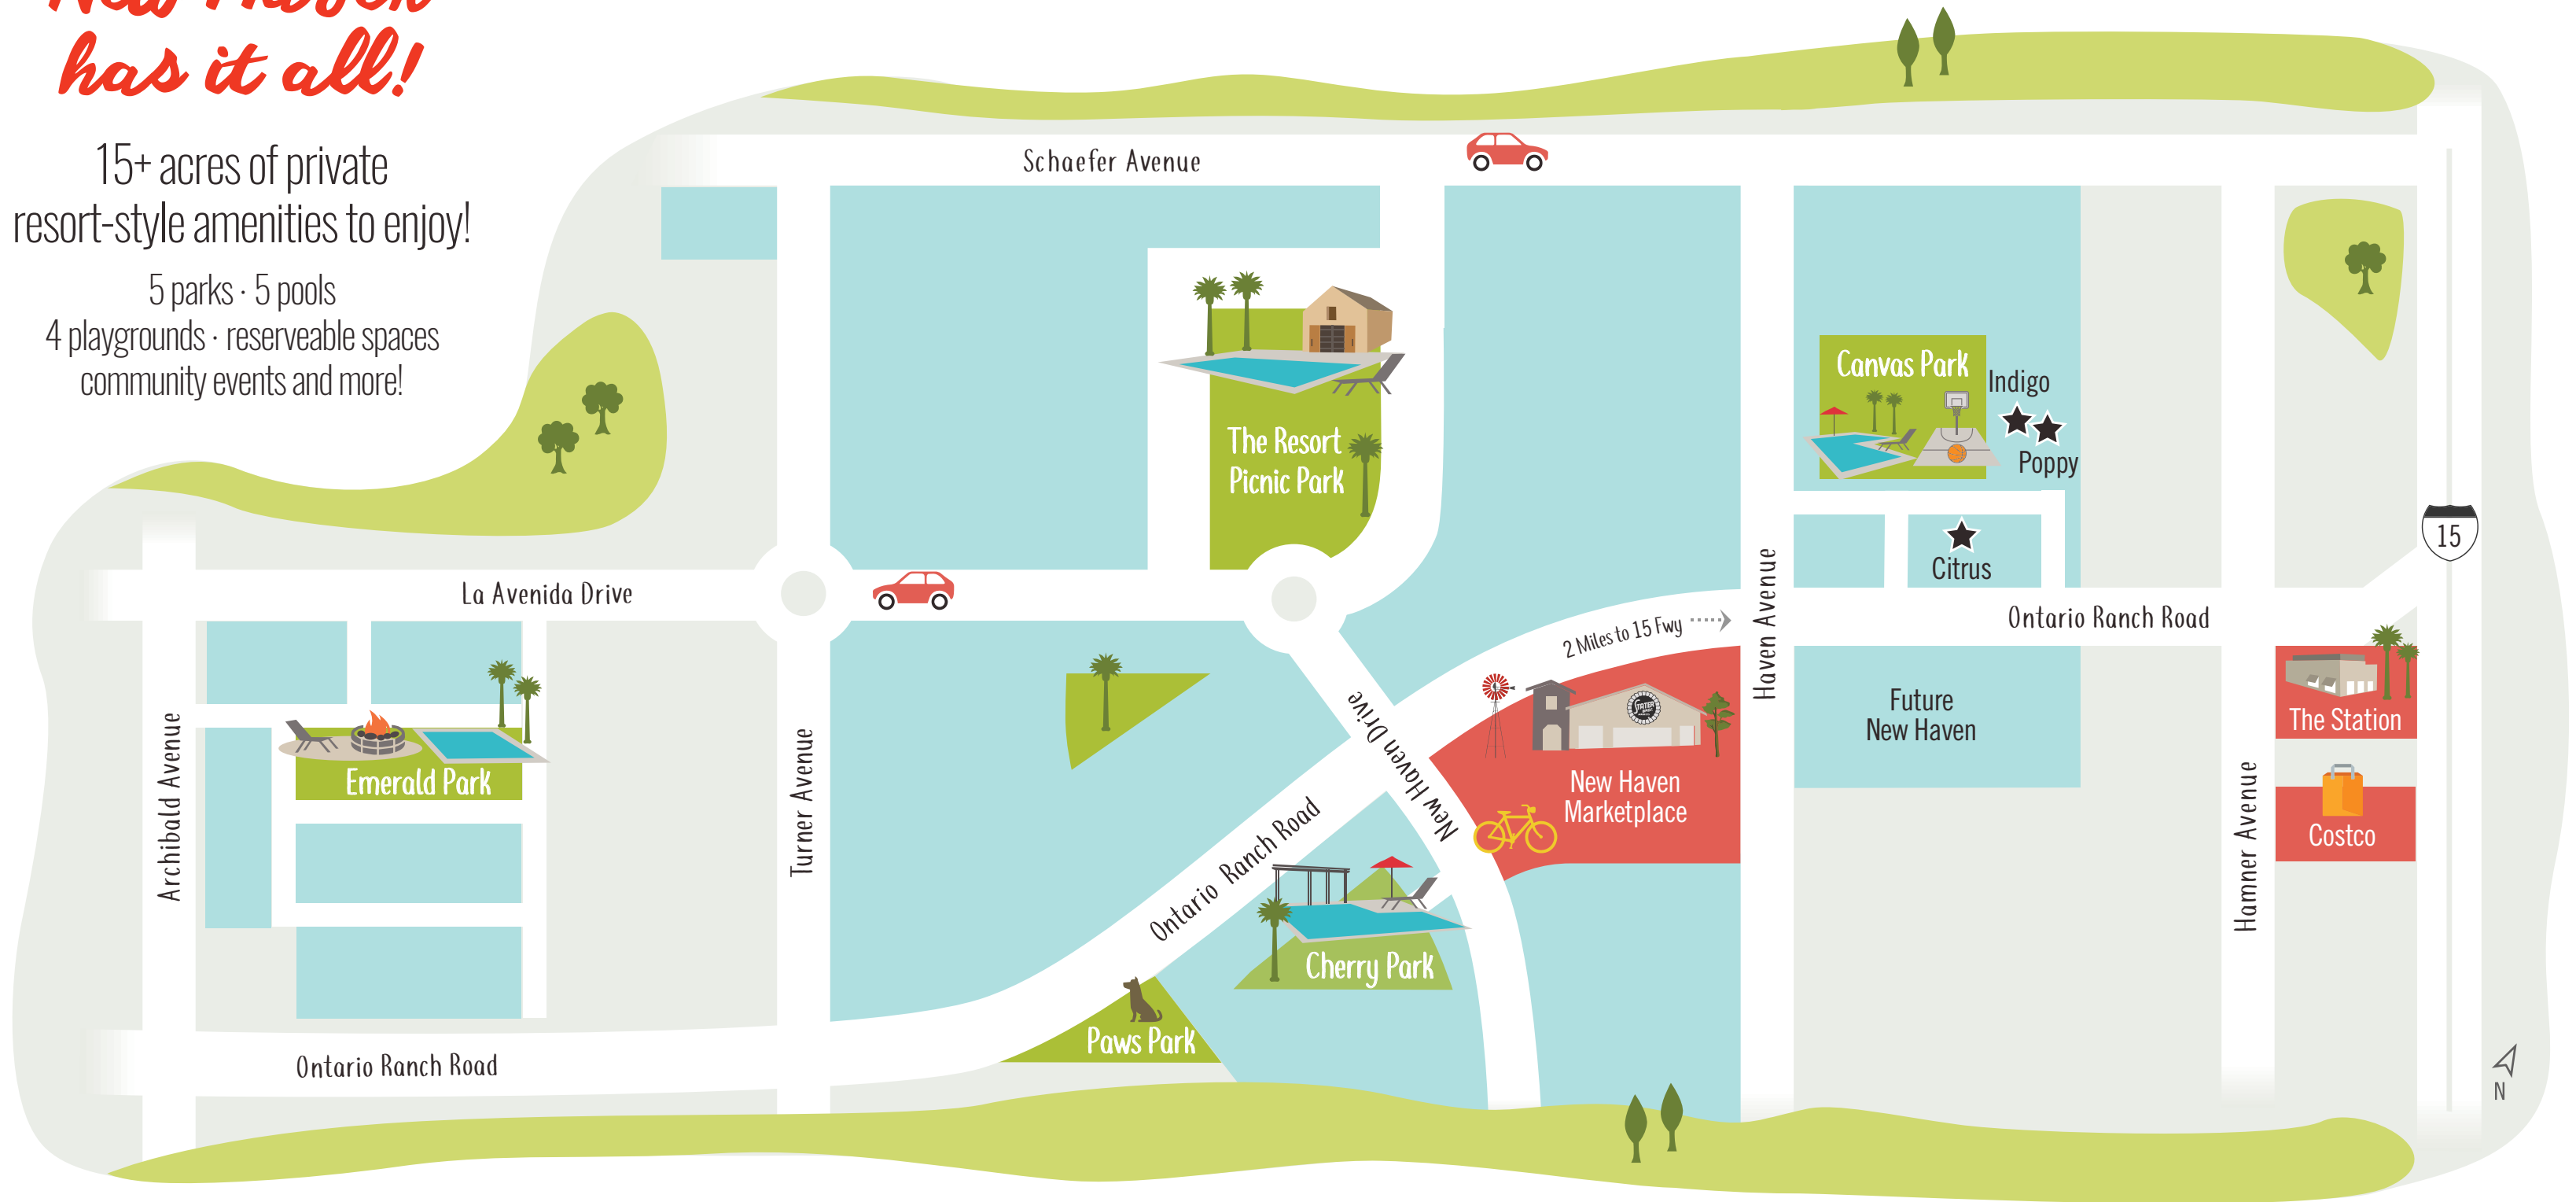 New Haven
has it all!
15+ acres of private
resort-style amenities to enjoy!
5 parks · 5 pools
4 playgrounds · reserveable spaces
community events and more!
Schaefer Avenue
The Resort
Picnic Park
Canvas Park
Indigo
Poppy
Citrus
15
La Avenida Drive
2 Miles to 15 Fwy
Haven Avenue
Ontario Ranch Road
Archibald Avenue
Emerald Park
Turner Avenue
New Haven Drive
STATER
New Haven
Marketplace
Future
New Haven
The Station
Costco
Hamner Avenue
Ontario Ranch Road
Cherry Park
Paws Park
Ontario Ranch Road
N